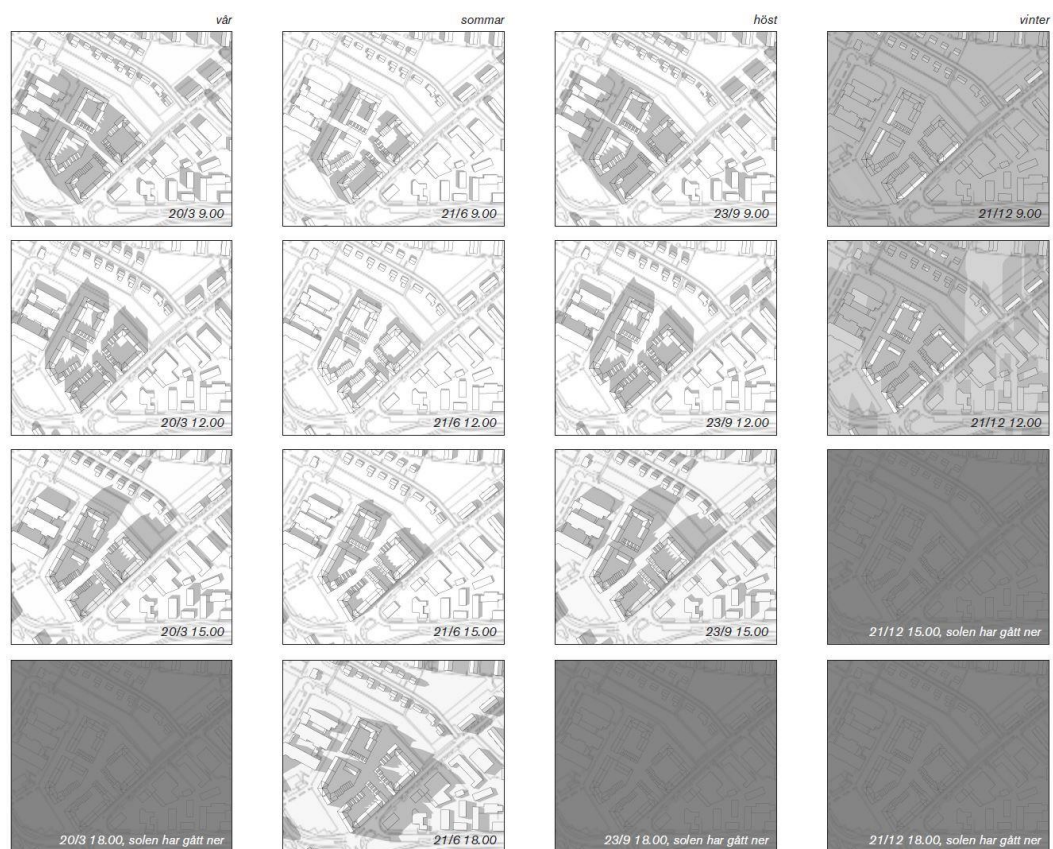 vår
sommar
höst
vinter
20/3 9.00
21/6 9.00
23/9 9.00
21/12 9.00
20/3 12.00
21/6 12.00
23/9 12.00
21/12 12.00
20/3 15.00
21/6 15.00
23/9 15.00
21/12 15.00, solen har gått ner
20/3 18.00, solen har gått ner
21/6 18.00
23/9 18.00, solen har gått ner
21/12 18.00, solen har gått ner